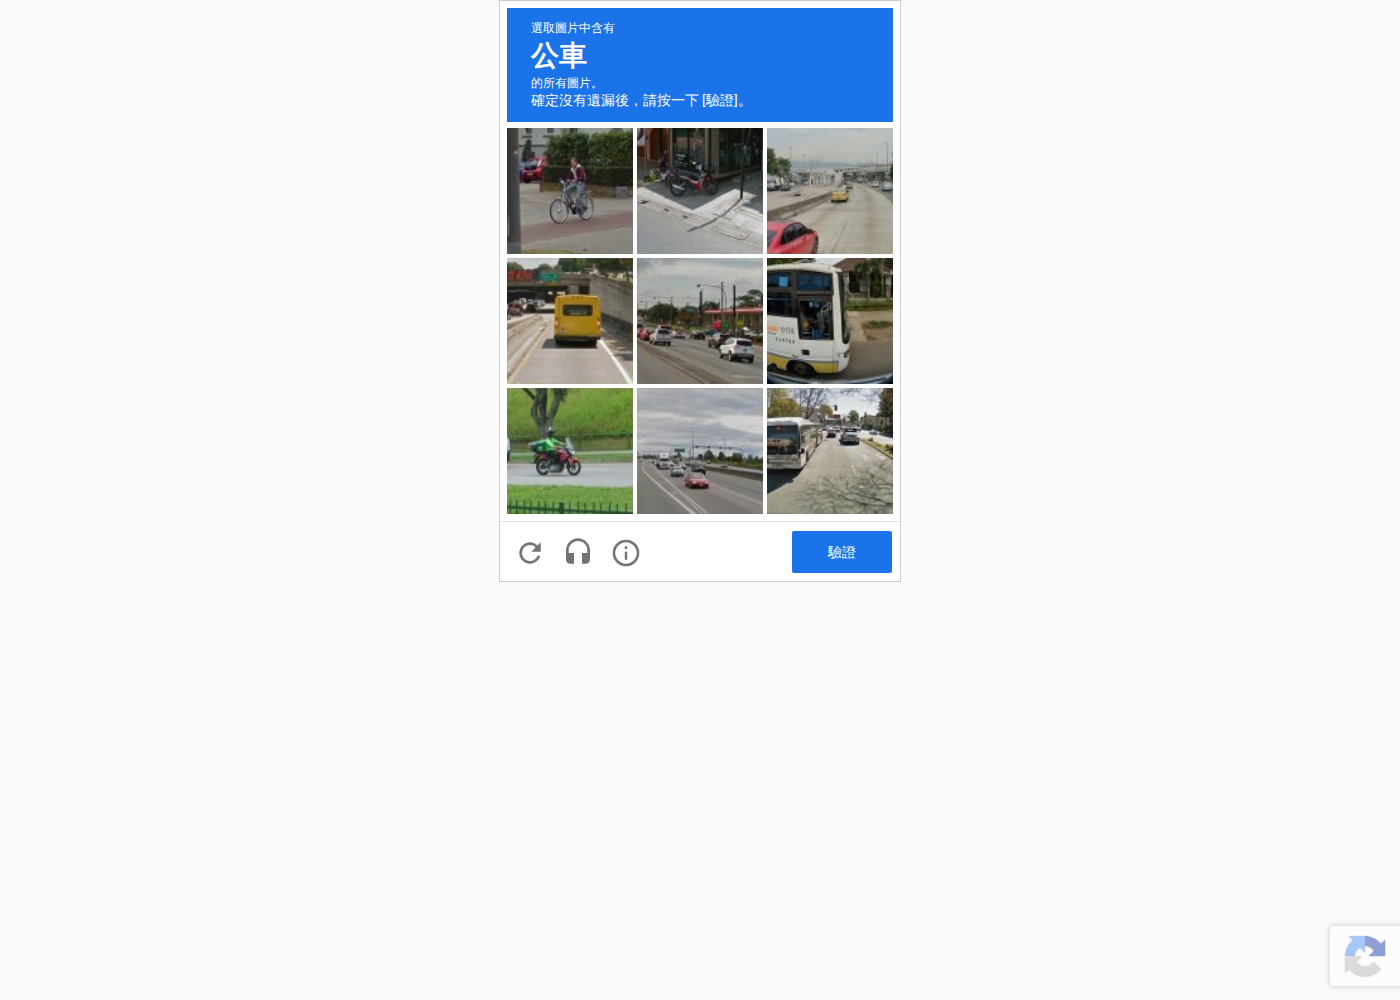 選取圖片中含有
公車
的所有圖片。
確定沒有遺漏後，請按一下 [驗證]。
驗證